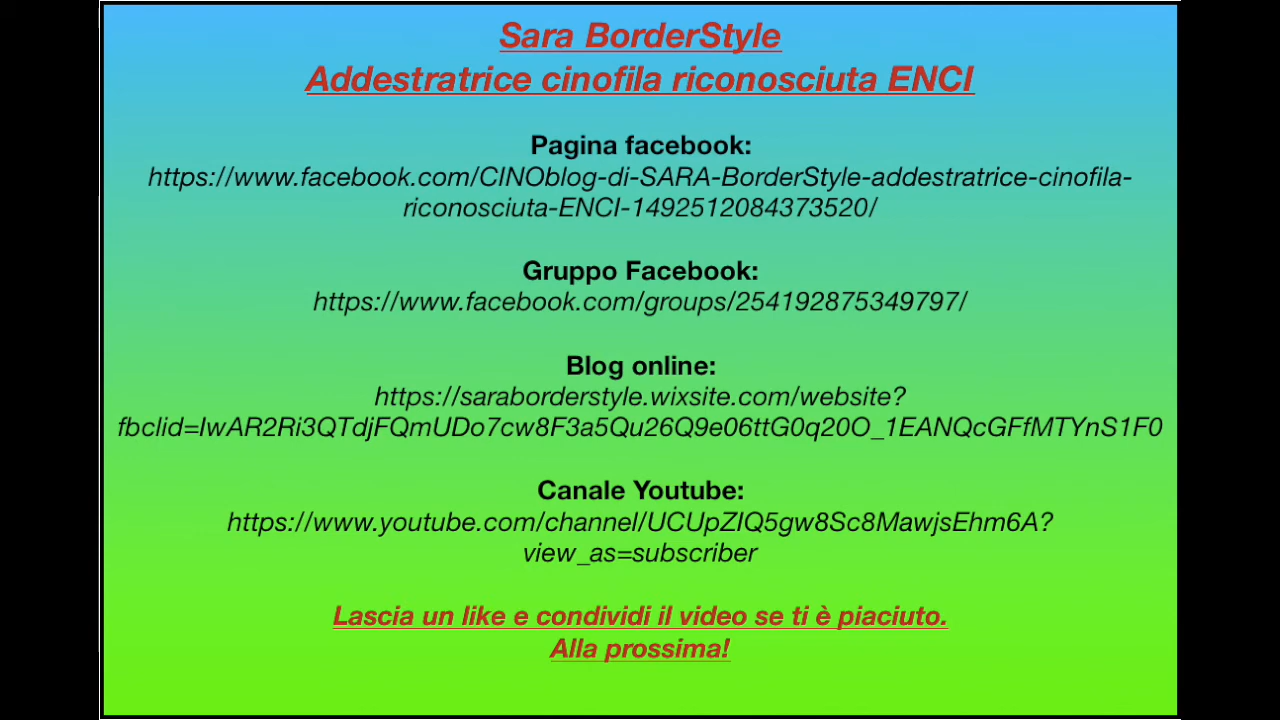 Sara BorderStyle
Addestratrice cinofila riconosciuta ENCI
Pagina facebook:
https://www.facebook.com/CINOblog-di-SARA-BorderStyle-addestratrice-cinofila-
riconosciuta-ENCI-1492512084373520/
Gruppo Facebook:
https://www.facebook.com/groups/254192875349797/
Blog online:
https://saraborderstyle.wixsite.com/website?
fbclid=IwAR2Ri3QTdjFQmUDo7cw8F3a5Qu26Q9e06ttG0q20O_1EANQcGFfMTYnS1F0
Canale Youtube:
https://www.youtube.com/channel/UCUpZIQ5gw8Sc8MawjsEhm6A?
view_as=subscriber
Lascia un like e condividi il video se ti è piaciuto.
Alla prossima!